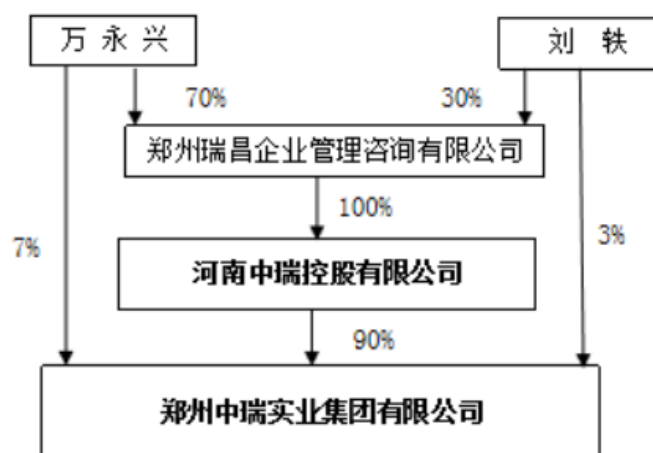 万永兴
刘轶
70%
30%
郑州瑞昌企业管理咨询有限公司
100%
7%
3%
河南中瑞控股有限公司
90%
郑州中瑞实业集团有限公司